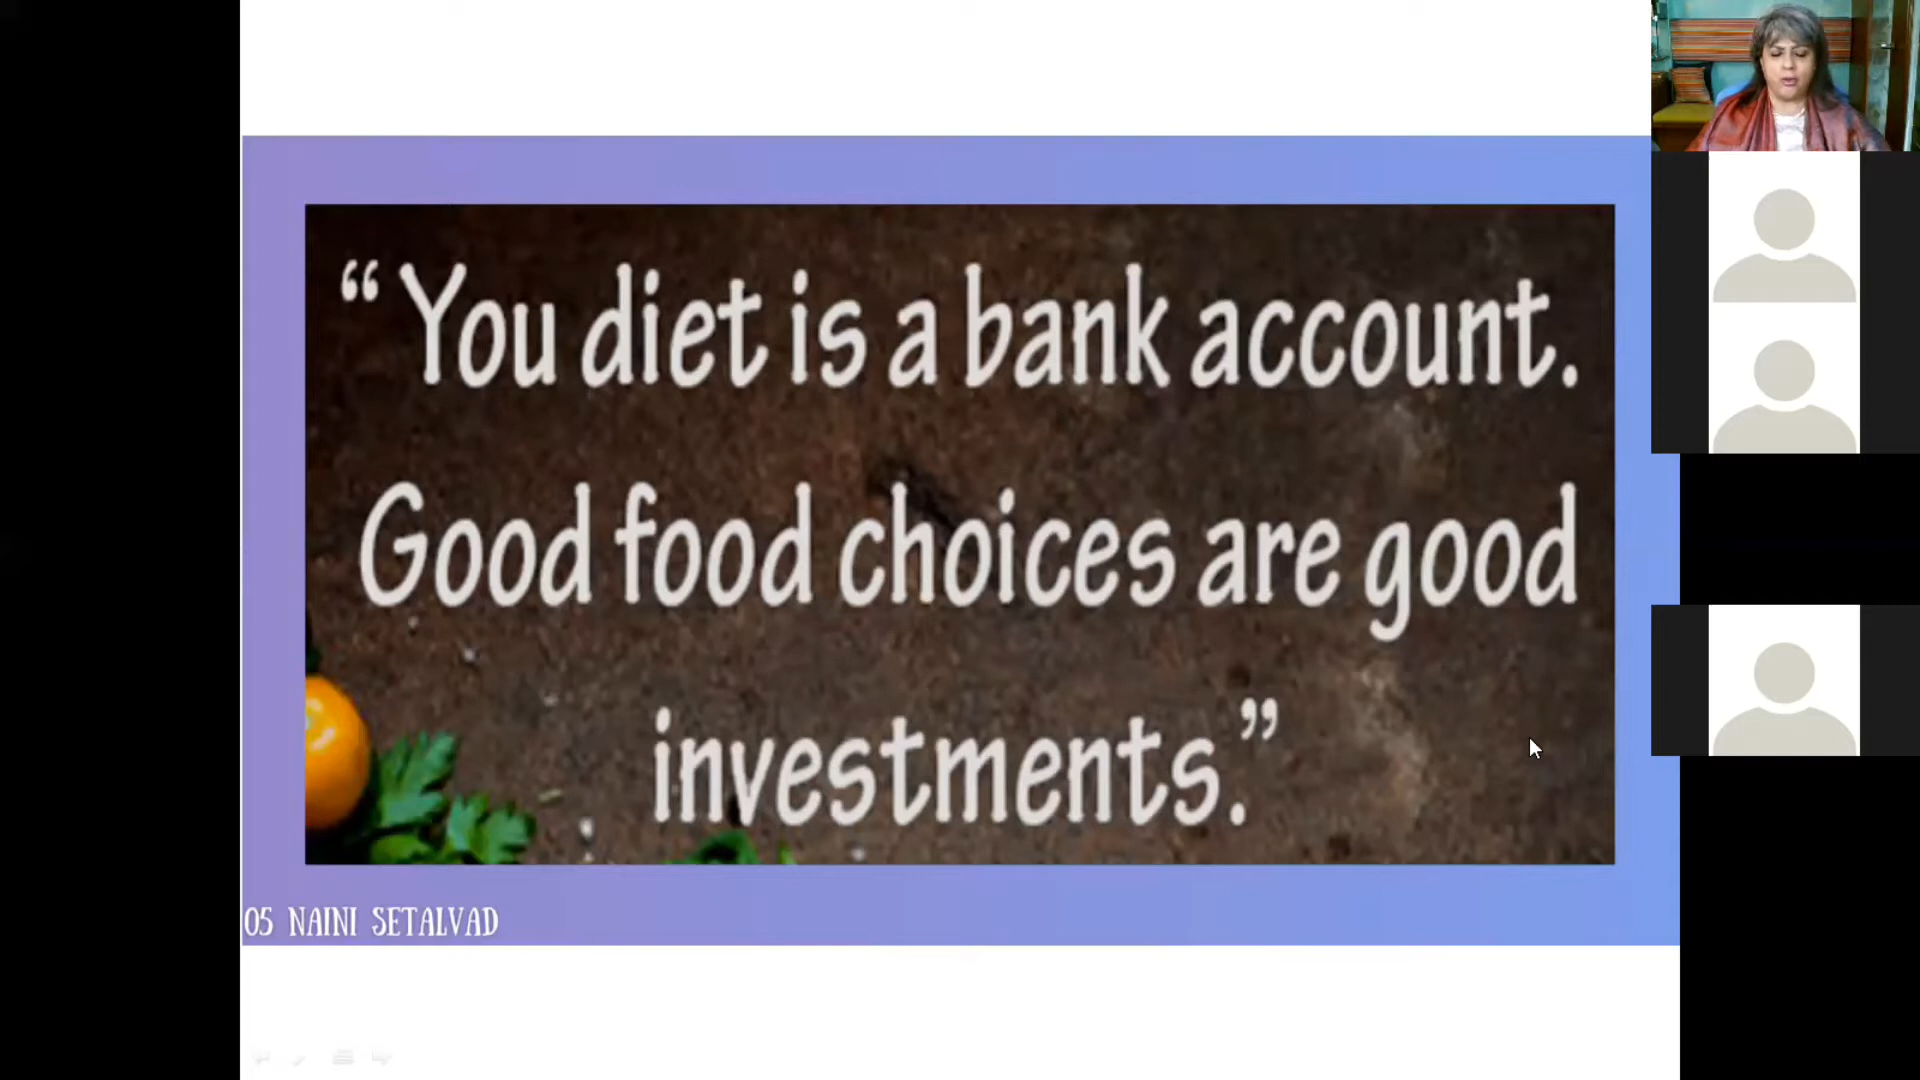 “ You diet is a bank account.
Good food choices are good
investments.”
05 NAINI SETALVAD